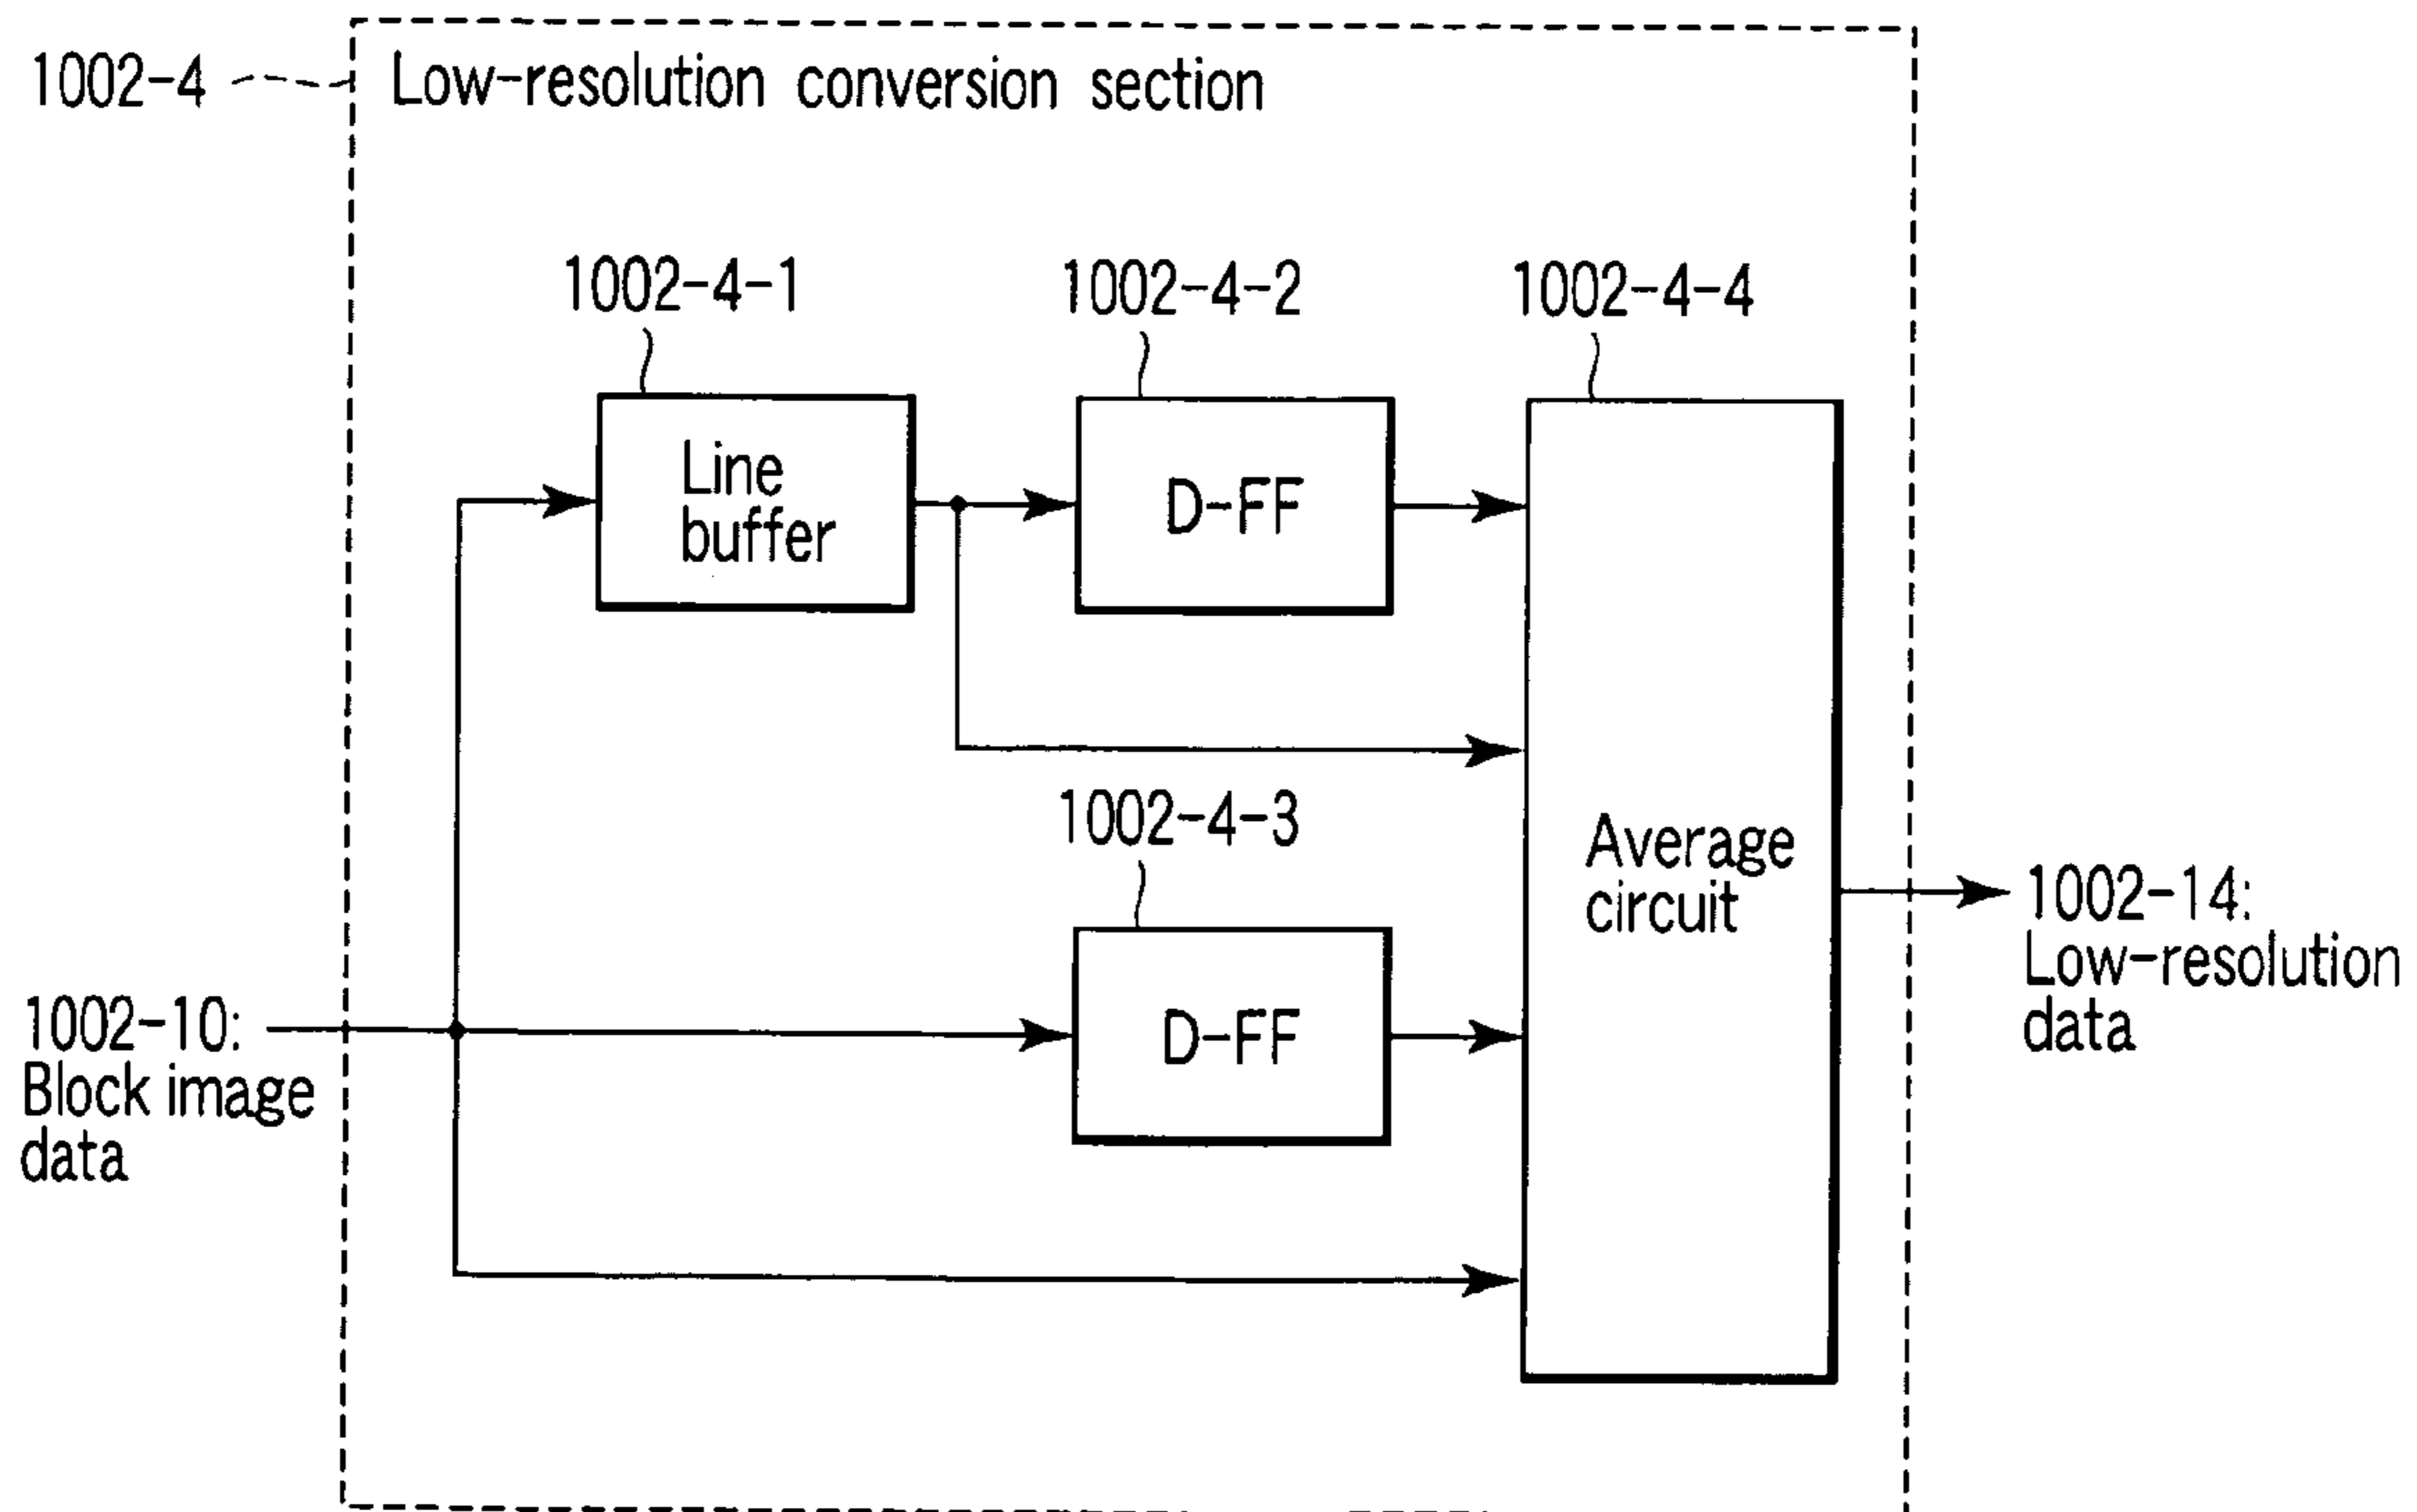 1002-4
Low-resolution conversion section
1002-4-1
1002-4-2
1002-4-4
Line
buffer
D-FF
1002-4-3
Average
circuit
D-FF
1002-10:
Block image
data
1002-14:
Low-resolution
data